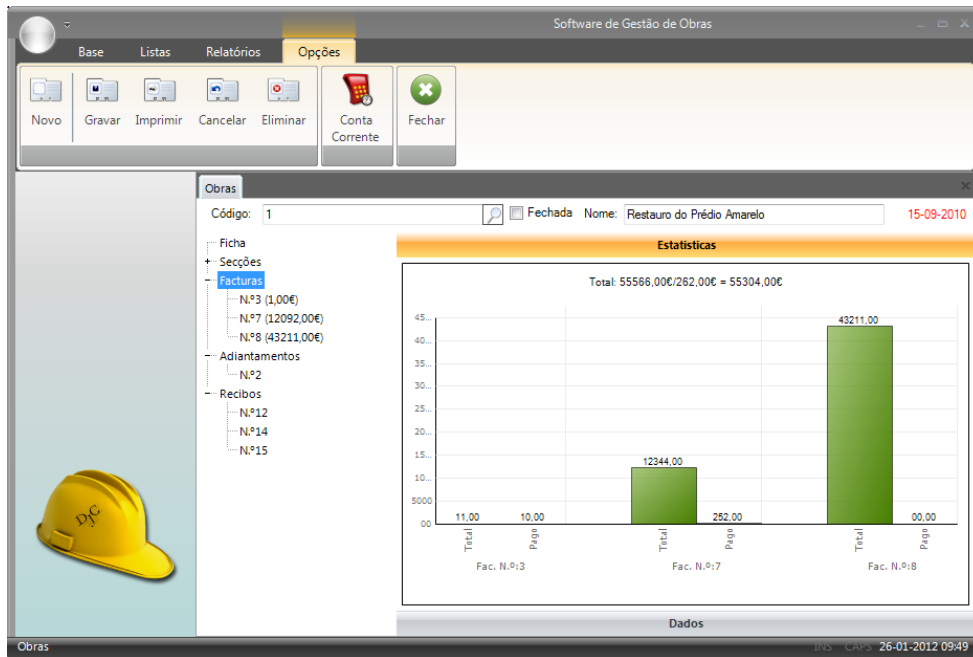 Software de Gestão de Obras
Base Listas Relatórios Opções
Novo Gravar Imprimir Cancelar Eliminar Conta Corrente Fechar
Obras
Código: 1 Fechada Nome: Restauro do Prédio Amarelo 15-09-2010
Ficha
Secções
Facturas
N.º3 (1,00€)
N.º7 (12092,00€)
N.º8 (43211,00€)
Adiantamentos
N.º2
Recibos
N.º12
N.º14
N.º15
Estatisticas
Total: 55566,00€/262,00€ = 55304,00€
45...
40...
35...
30...
25...
20...
15...
10...
5000
00
11,00 10,00 12344,00 252,00 43211,00 00,00
Total Pago Total Pago Total Pago
Fac. N.º:3 Fac. N.º:7 Fac. N.º:8
Dados
DJC
Obras INS CAPS 26-01-2012 09:49